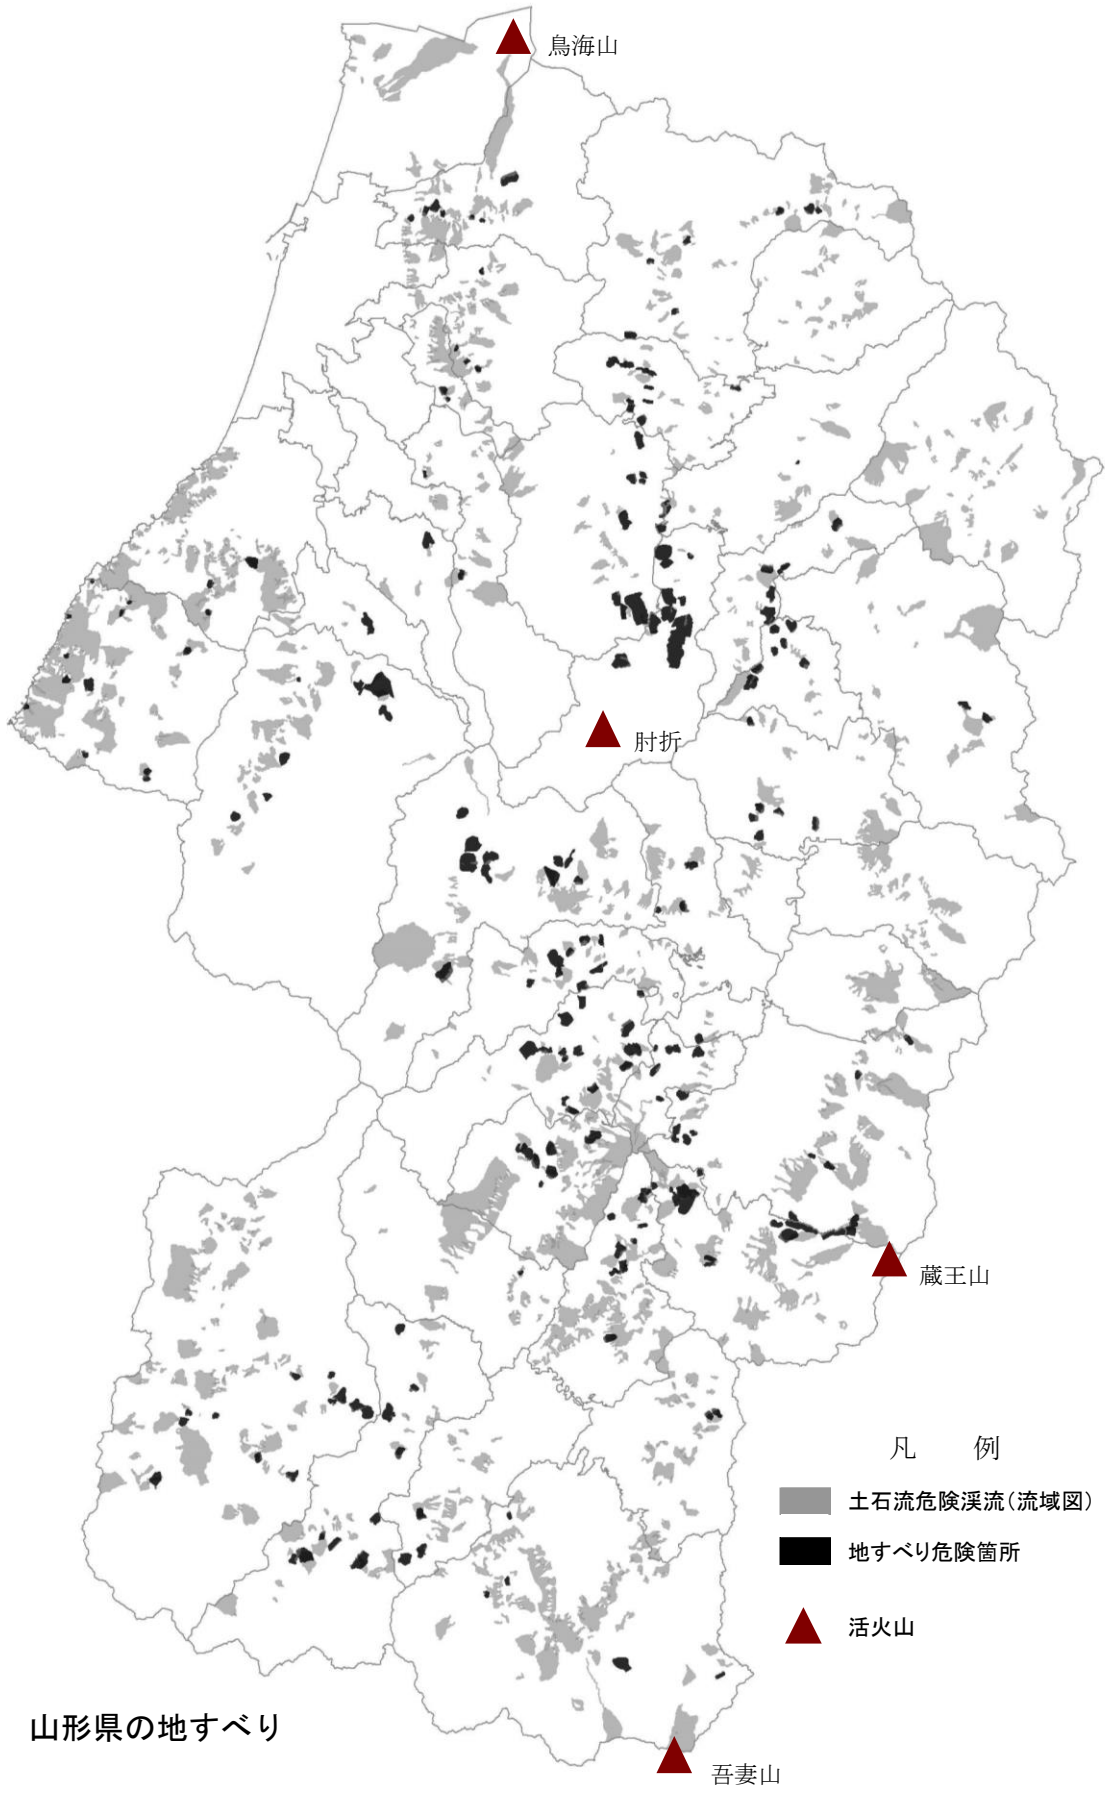 鳥海山
肘折
蔵王山
凡 例
土石流危険渓流(流域図)
地すべり危険箇所
活火山
山形県の地すべり
吾妻山